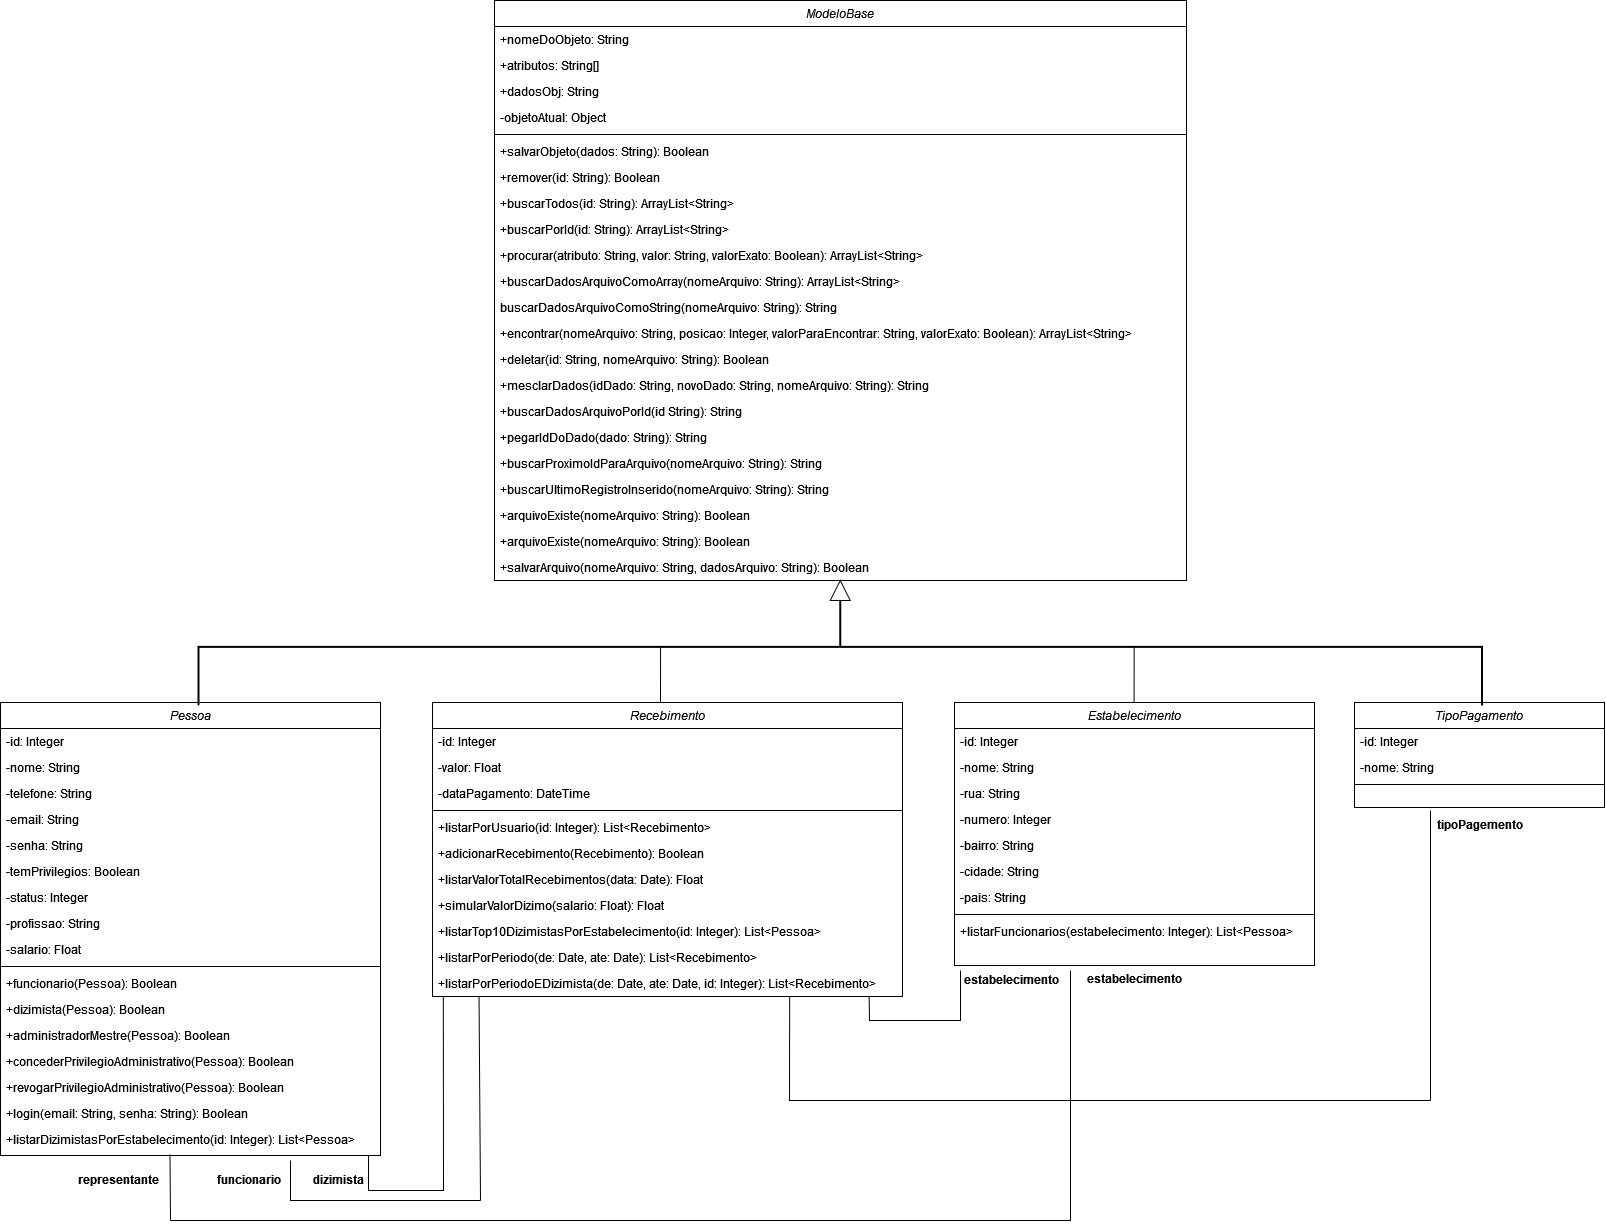 ModeloBase
+nomeDoObjeto: String
+atributos: String[]
+dadosObj: String
-objetoAtual: Object
+salvarObjeto(dados: String): Boolean
+remover(id: String): Boolean
+buscarTodos(id: String): ArrayList<String>
+buscarPorId(id: String): ArrayList<String>
+procurar(atributo: String, valor: String, valorExato: Boolean): ArrayList<String>
+buscarDadosArquivoComoArray(nomeArquivo: String): ArrayList<String>
buscarDadosArquivoComoString(nomeArquivo: String): String
+encontrar(nomeArquivo: String, posicao: Integer, valorParaEncontrar: String, valorExato: Boolean): ArrayList<String>
+deletar(id: String, nomeArquivo: String): Boolean
+mesclarDados(idDado: String, novoDado: String, nomeArquivo: String): String
+buscarDadosArquivoPorId(id String): String
+pegarIdDoDado(dado: String): String
+buscarProximoIdParaArquivo(nomeArquivo: String): String
+buscarUltimoRegistroInserido(nomeArquivo: String): String
+arquivoExiste(nomeArquivo: String): Boolean
+arquivoExiste(nomeArquivo: String): Boolean
+salvarArquivo(nomeArquivo: String, dadosArquivo: String): Boolean
Pessoa
-id: Integer
-nome: String
-telefone: String
-email: String
-senha: String
-temPrivilegios: Boolean
-status: Integer
-profissao: String
-salario: Float
+funcionario(Pessoa): Boolean
+dizimista(Pessoa): Boolean
+administradorMestre(Pessoa): Boolean
+concederPrivilegioAdministrativo(Pessoa): Boolean
+revogarPrivilegioAdministrativo(Pessoa): Boolean
+login(email: String, senha: String): Boolean
+listarDizimistasPorEstabelecimento(id: Integer): List<Pessoa>
representante
funcionario
dizimista
Recebimento
-id: Integer
-valor: Float
-dataPagamento: DateTime
+listarPorUsuario(id: Integer): List<Recebimento>
+adicionarRecebimento(Recebimento): Boolean
+listarValorTotalRecebimentos(data: Date): Float
+simularValorDizimo(salario: Float): Float
+listarTop10DizimistasPorEstabelecimento(id: Integer): List<Pessoa>
+listarPorPeriodo(de: Date, ate: Date): List<Recebimento>
+listarPorPeriodoEDizimista(de: Date, ate: Date, id: Integer): List<Recebimento>
Estabelecimento
-id: Integer
-nome: String
-rua: String
-numero: Integer
-bairro: String
-cidade: String
-pais: String
+listarFuncionarios(estabelecimento: Integer): List<Pessoa>
estabelecimento
estabelecimento
TipoPagamento
-id: Integer
-nome: String
tipoPagemento